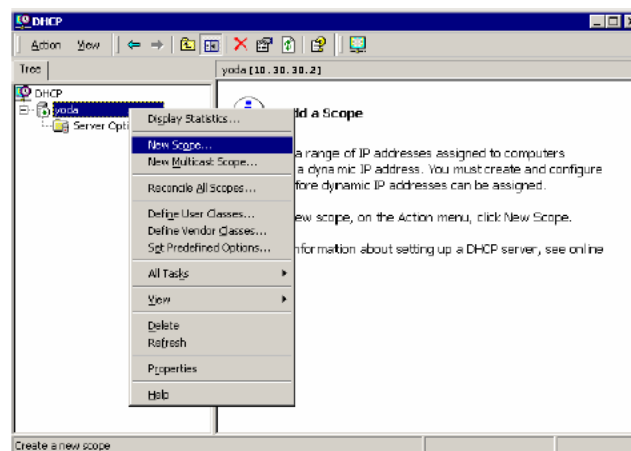 DHCP
Action View
Tree
yoda [10.30.30.2]
DHCP
yoda
Server Opti
Display Statistics...
New Scope...
New Multicast Scope...
Reconcile All Scopes...
Define User Classes...
Define Vendor Classes...
Set Predefined Options...
All Tasks
View
Delete
Refresh
Properties
Help
dd a Scope
a range of IP addresses assigned to computers
a dynamic IP address. You must create and configure
fore dynamic IP addresses can be assigned.
ew scope, on the Action menu, click New Scope.
nformation about setting up a DHCP server, see online
Create a new scope